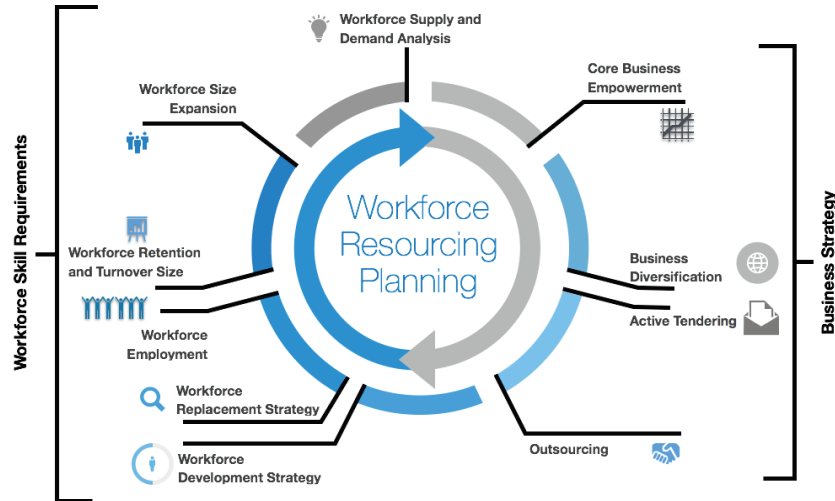 Workforce Supply and
Demand Analysis
Core Business
Empowerment
Workforce Size
Expansion
Workforce Skill Requirements
Business Strategy
Workforce
Resourcing
Planning
Workforce Retention
and Turnover Size
Business
Diversification
Active Tendering
Workforce
Employment
Workforce
Replacement Strategy
Outsourcing
Workforce
Development Strategy